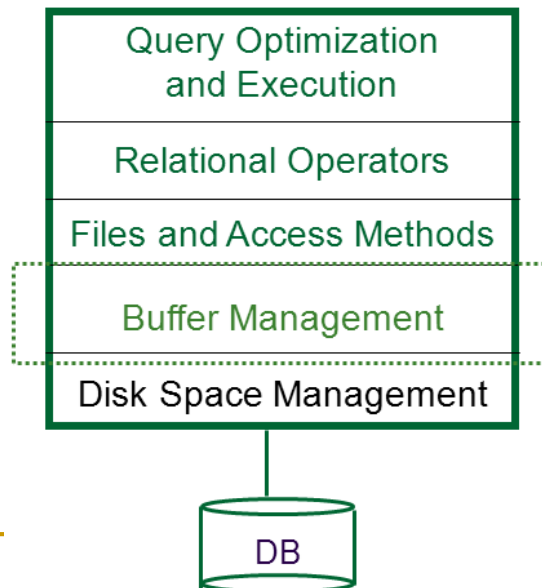 Query Optimization
and Execution
Relational Operators
Files and Access Methods
Buffer Management
Disk Space Management
DB